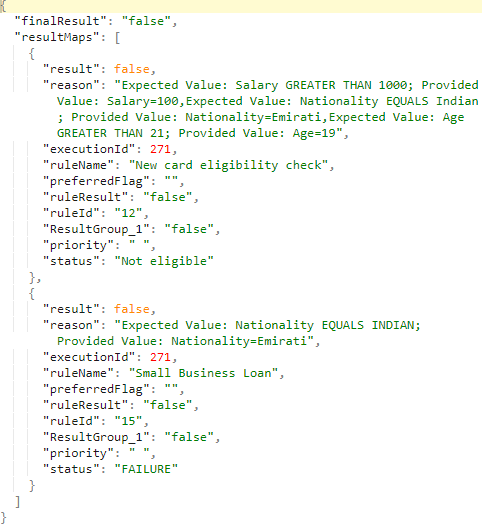 {
"finalResult": "false",
"resultMaps": [
{
"result": false,
"reason": "Expected Value: Salary GREATER THAN 1000; Provided
Value: Salary=100,Expected Value: Nationality EQUALS Indian
; Provided Value: Nationality=Emirati,Expected Value: Age
GREATER THAN 21; Provided Value: Age=19",
"executionId": 271,
"ruleName": "New card eligibility check",
"preferredFlag": "",
"ruleResult": "false",
"ruleId": "12",
"ResultGroup_1": "false",
"priority": " ",
"status": "Not eligible"
},
{
"result": false,
"reason": "Expected Value: Nationality EQUALS INDIAN;
Provided Value: Nationality=Emirati",
"executionId": 271,
"ruleName": "Small Business Loan",
"preferredFlag": "",
"ruleResult": "false",
"ruleId": "15",
"ResultGroup_1": "false",
"priority": " ",
"status": "FAILURE"
}
]
}